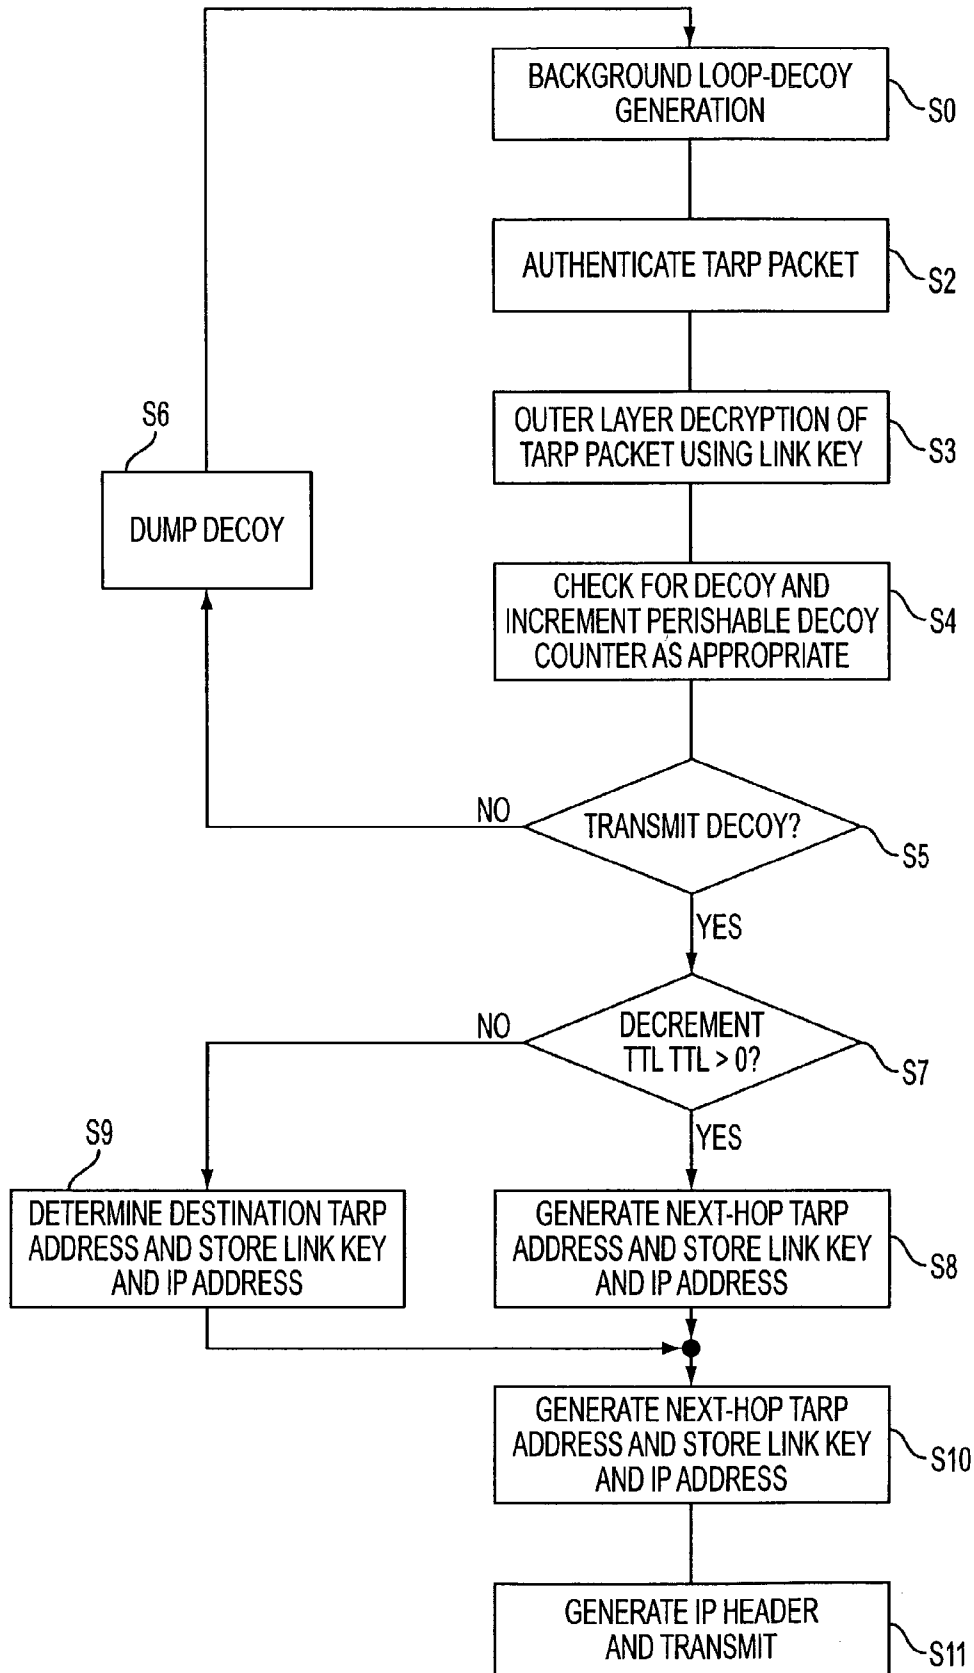 BACKGROUND LOOP-DECOY
GENERATION
S0
AUTHENTICATE TARP PACKET
S2
OUTER LAYER DECRYPTION OF
TARP PACKET USING LINK KEY
S3
S6
DUMP DECOY
CHECK FOR DECOY AND
INCREMENT PERISHABLE DECOY
COUNTER AS APPROPRIATE
S4
NO
TRANSMIT DECOY?
S5
YES
NO
DECREMENT
TTL TTL > 0?
S7
YES
S9
DETERMINE DESTINATION TARP
ADDRESS AND STORE LINK KEY
AND IP ADDRESS
GENERATE NEXT-HOP TARP
ADDRESS AND STORE LINK KEY
AND IP ADDRESS
S8
GENERATE NEXT-HOP TARP
ADDRESS AND STORE LINK KEY
AND IP ADDRESS
S10
GENERATE IP HEADER
AND TRANSMIT
S11